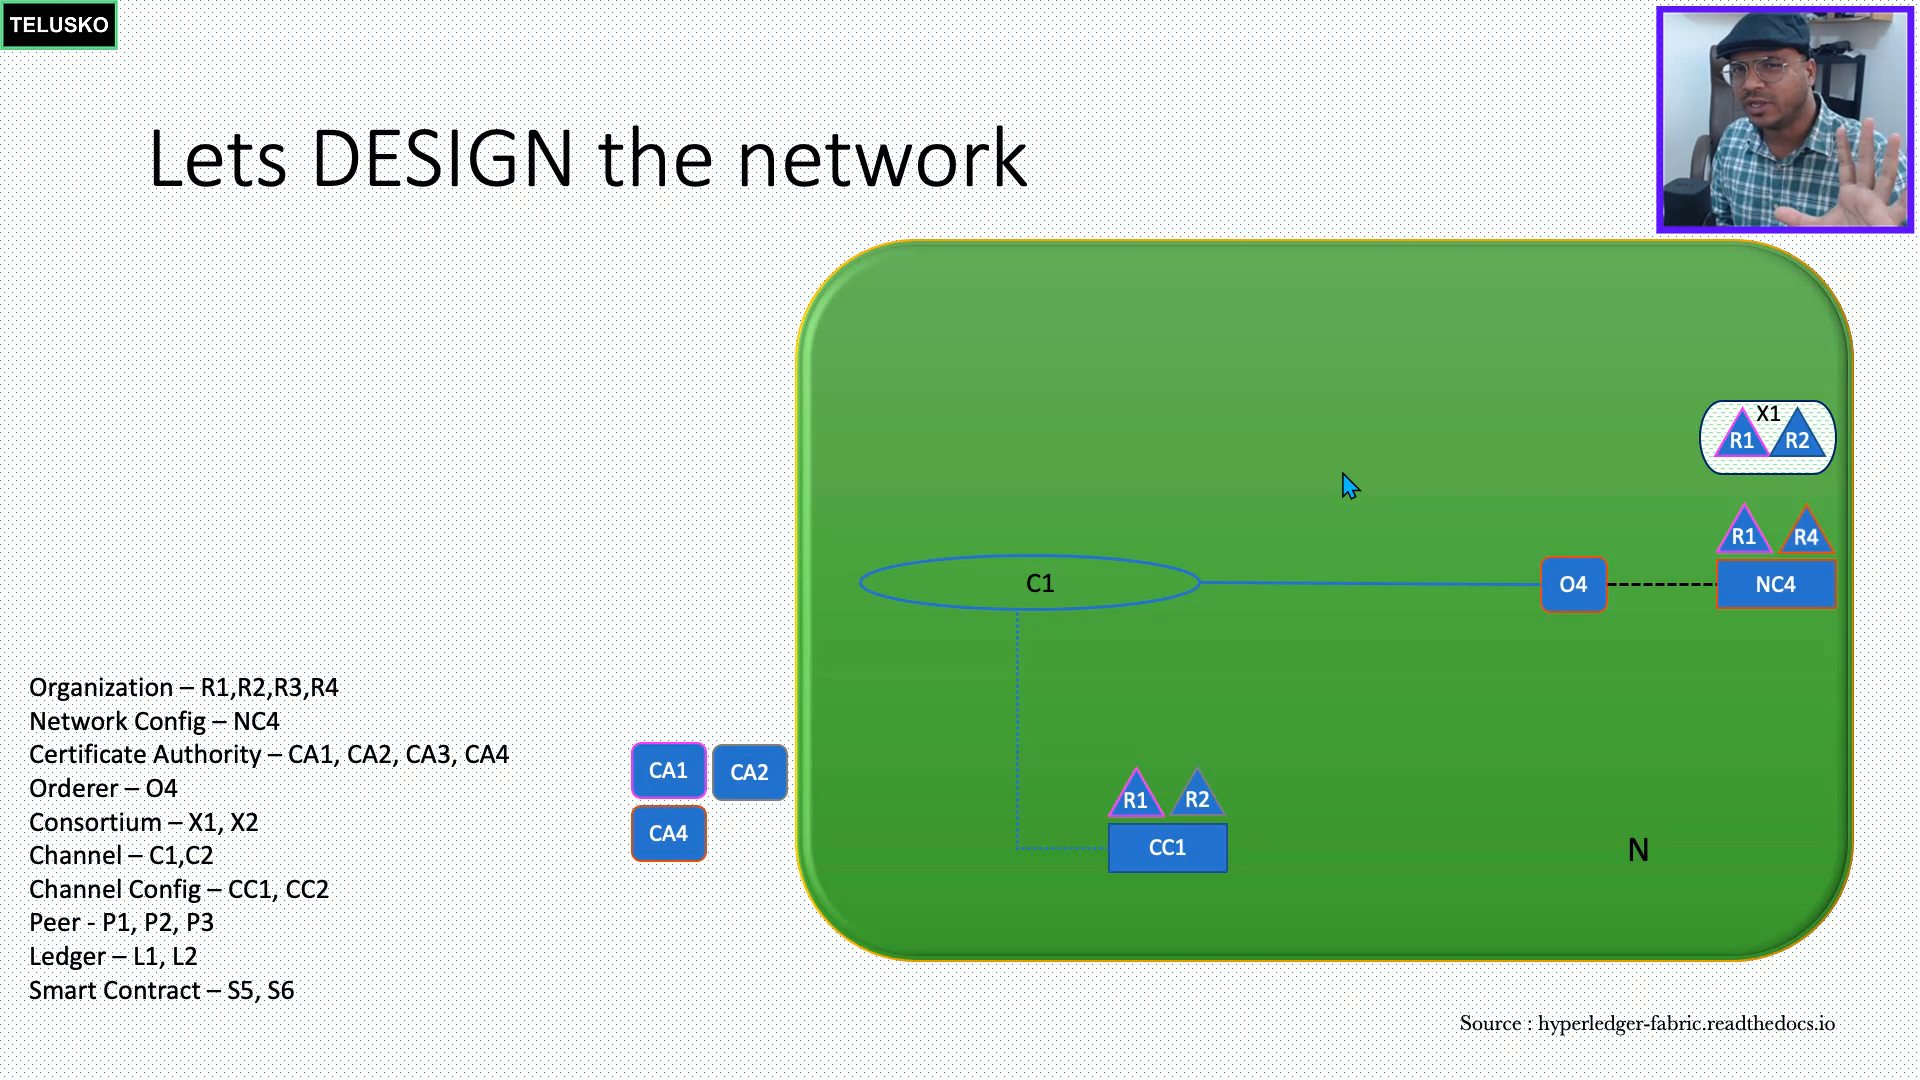 TELUSKO
Lets DESIGN the network
X1
R1 R2
R1 R4
C1 O4 NC4
Organization – R1,R2,R3,R4
Network Config – NC4
Certificate Authority – CA1, CA2, CA3, CA4
Orderer – O4
Consortium – X1, X2
Channel – C1,C2
Channel Config – CC1, CC2
Peer - P1, P2, P3
Ledger – L1, L2
Smart Contract – S5, S6
CA1 CA2
CA4
R1 R2
CC1
N
Source : hyperledger-fabric.readthedocs.io